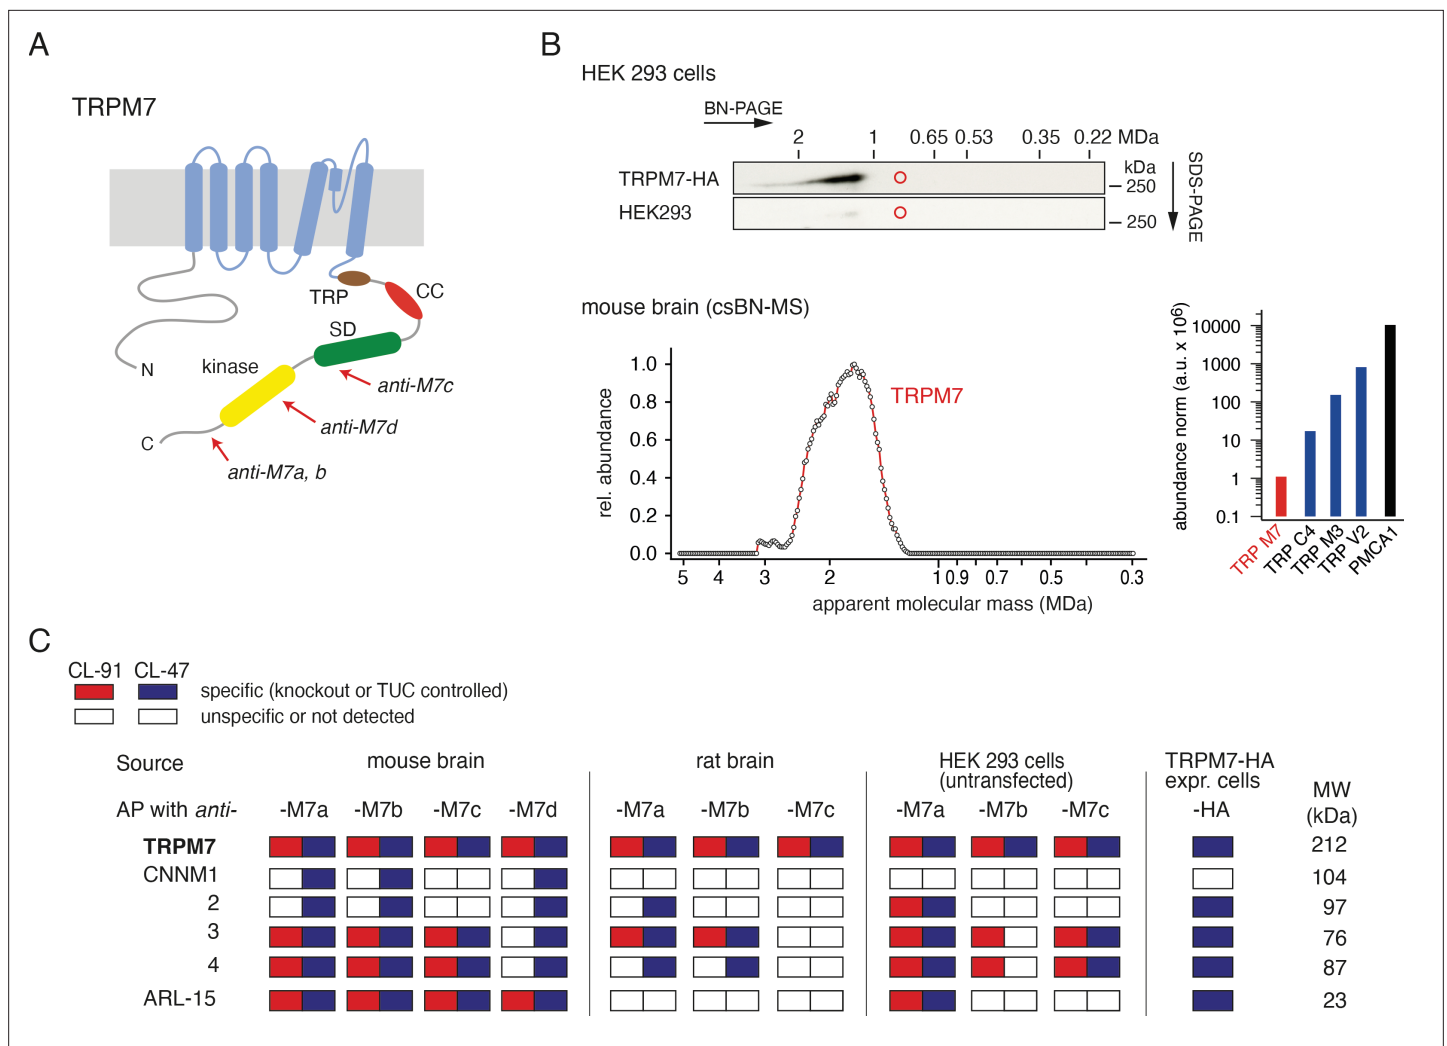 A
TRPM7
TRP
CC
SD
kinase
N
anti-M7c
anti-M7d
C
anti-M7a, b
B
HEK 293 cells
BN-PAGE
2 1 0.65 0.53 0.35 0.22 MDa
kDa
TRPM7-HA
250
HEK293
250
SDS-PAGE
mouse brain (csBN-MS)
rel. abundance
1.0
0.8
0.6
0.4
0.2
0.0
TRPM7
5 4 3 2 1 0.9 0.7 0.5 0.3
apparent molecular mass (MDa)
abundance norm (a.u. x 10⁶)
10000
1000
100
10
1
0.1
TRP M7
TRP C4
TRP M3
TRP V2
PMCA1
C
CL-91 CL-47
specific (knockout or TUC controlled)
unspecific or not detected
Source mouse brain rat brain HEK 293 cells (untransfected) TRPM7-HA expr. cells MW (kDa)
AP with anti- -M7a -M7b -M7c -M7d -M7a -M7b -M7c -M7a -M7b -M7c -HA
TRPM7 212
CNNM1 104
2 97
3 76
4 87
ARL-15 23